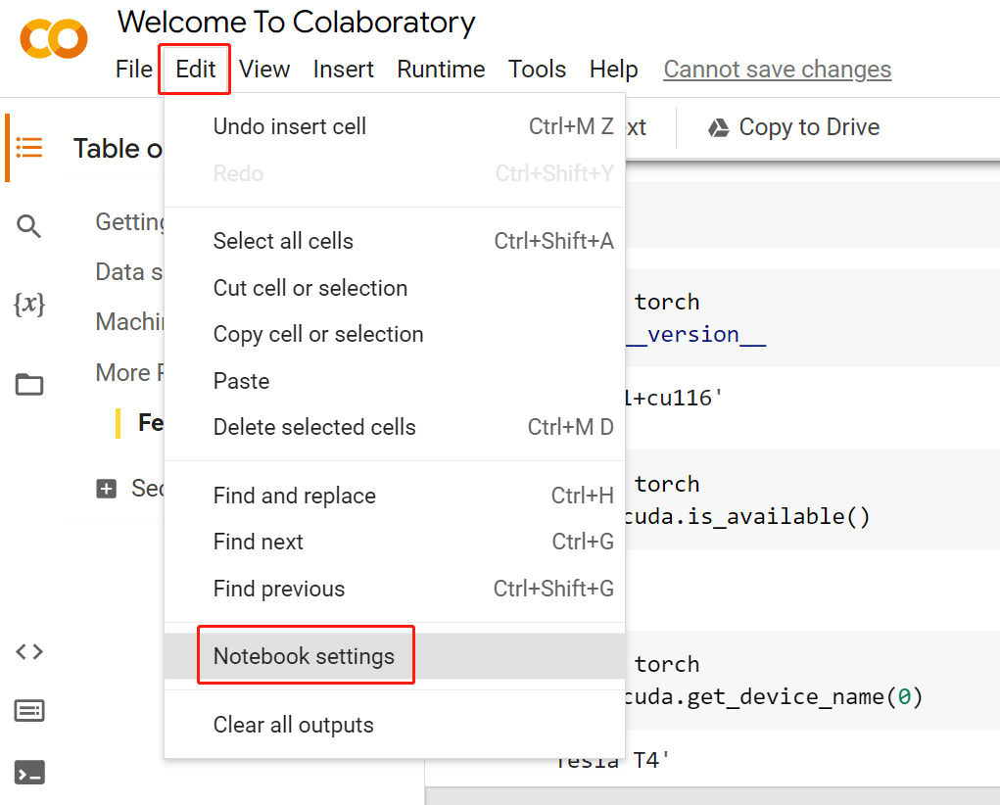 Welcome To Colaboratory
File Edit View Insert Runtime Tools Help Cannot save changes
Table o
Getting
Data s
Machi
More
Fe
Sec
{x}
Undo insert cell Ctrl+M Z
Redo Ctrl+Shift+Y
Select all cells Ctrl+Shift+A
Cut cell or selection
Copy cell or selection
Paste
Delete selected cells Ctrl+M D
Find and replace Ctrl+H
Find next Ctrl+G
Find previous Ctrl+Shift+G
Notebook settings
Clear all outputs
xt Copy to Drive
torch
__version__
1+cu116'
torch
cuda.is_available()
torch
cuda.get_device_name(0)
Tesla T4'